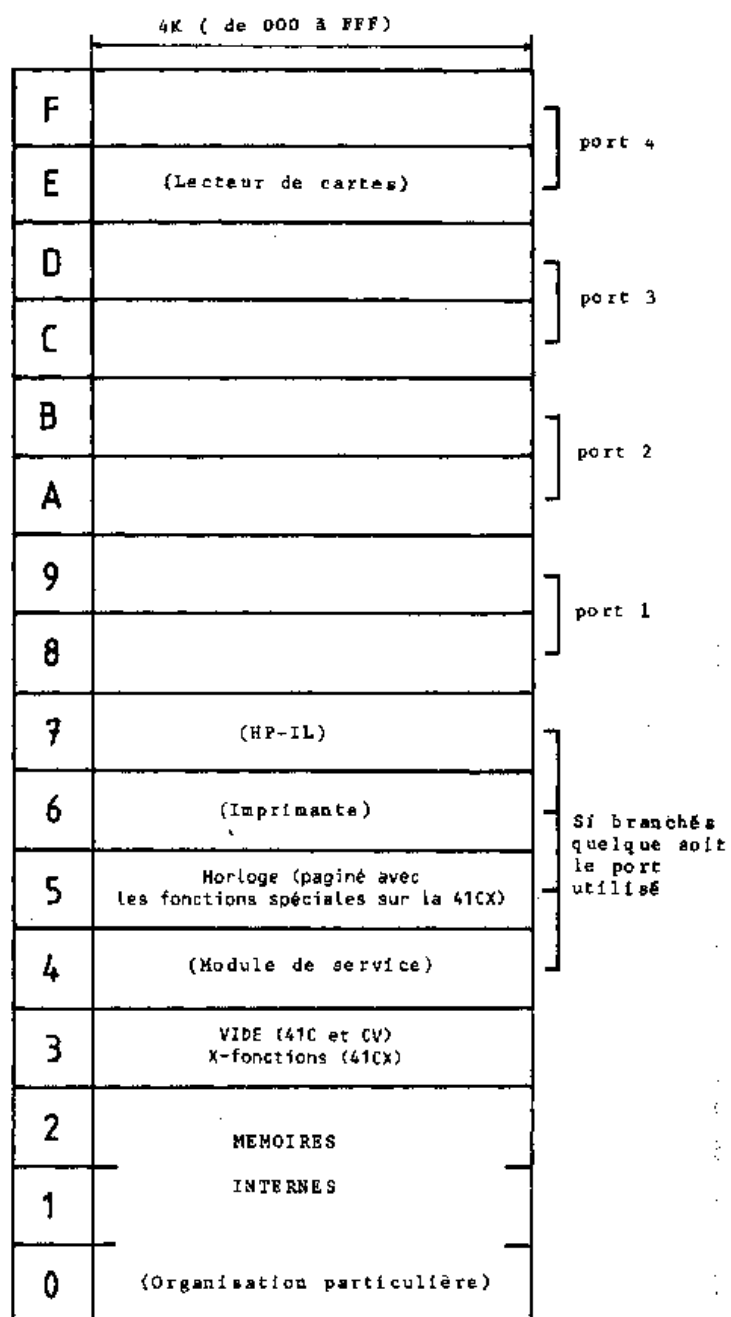 4K ( de 000 à FFF)
F
port 4
E
(Lecteur de cartes)
D
port 3
C
B
port 2
A
9
port 1
8
7
(HP-IL)
6
(Imprimante)
Si branchés
quelque soit
le port
utilisé
5
Horloge (paginé avec
les fonctions spéciales sur la 41CX)
4
(Module de service)
3
VIDE (41C et CV)
X-fonctions (41CX)
2
MEMOIRES
INTERNES
1
0
(Organisation particulière)